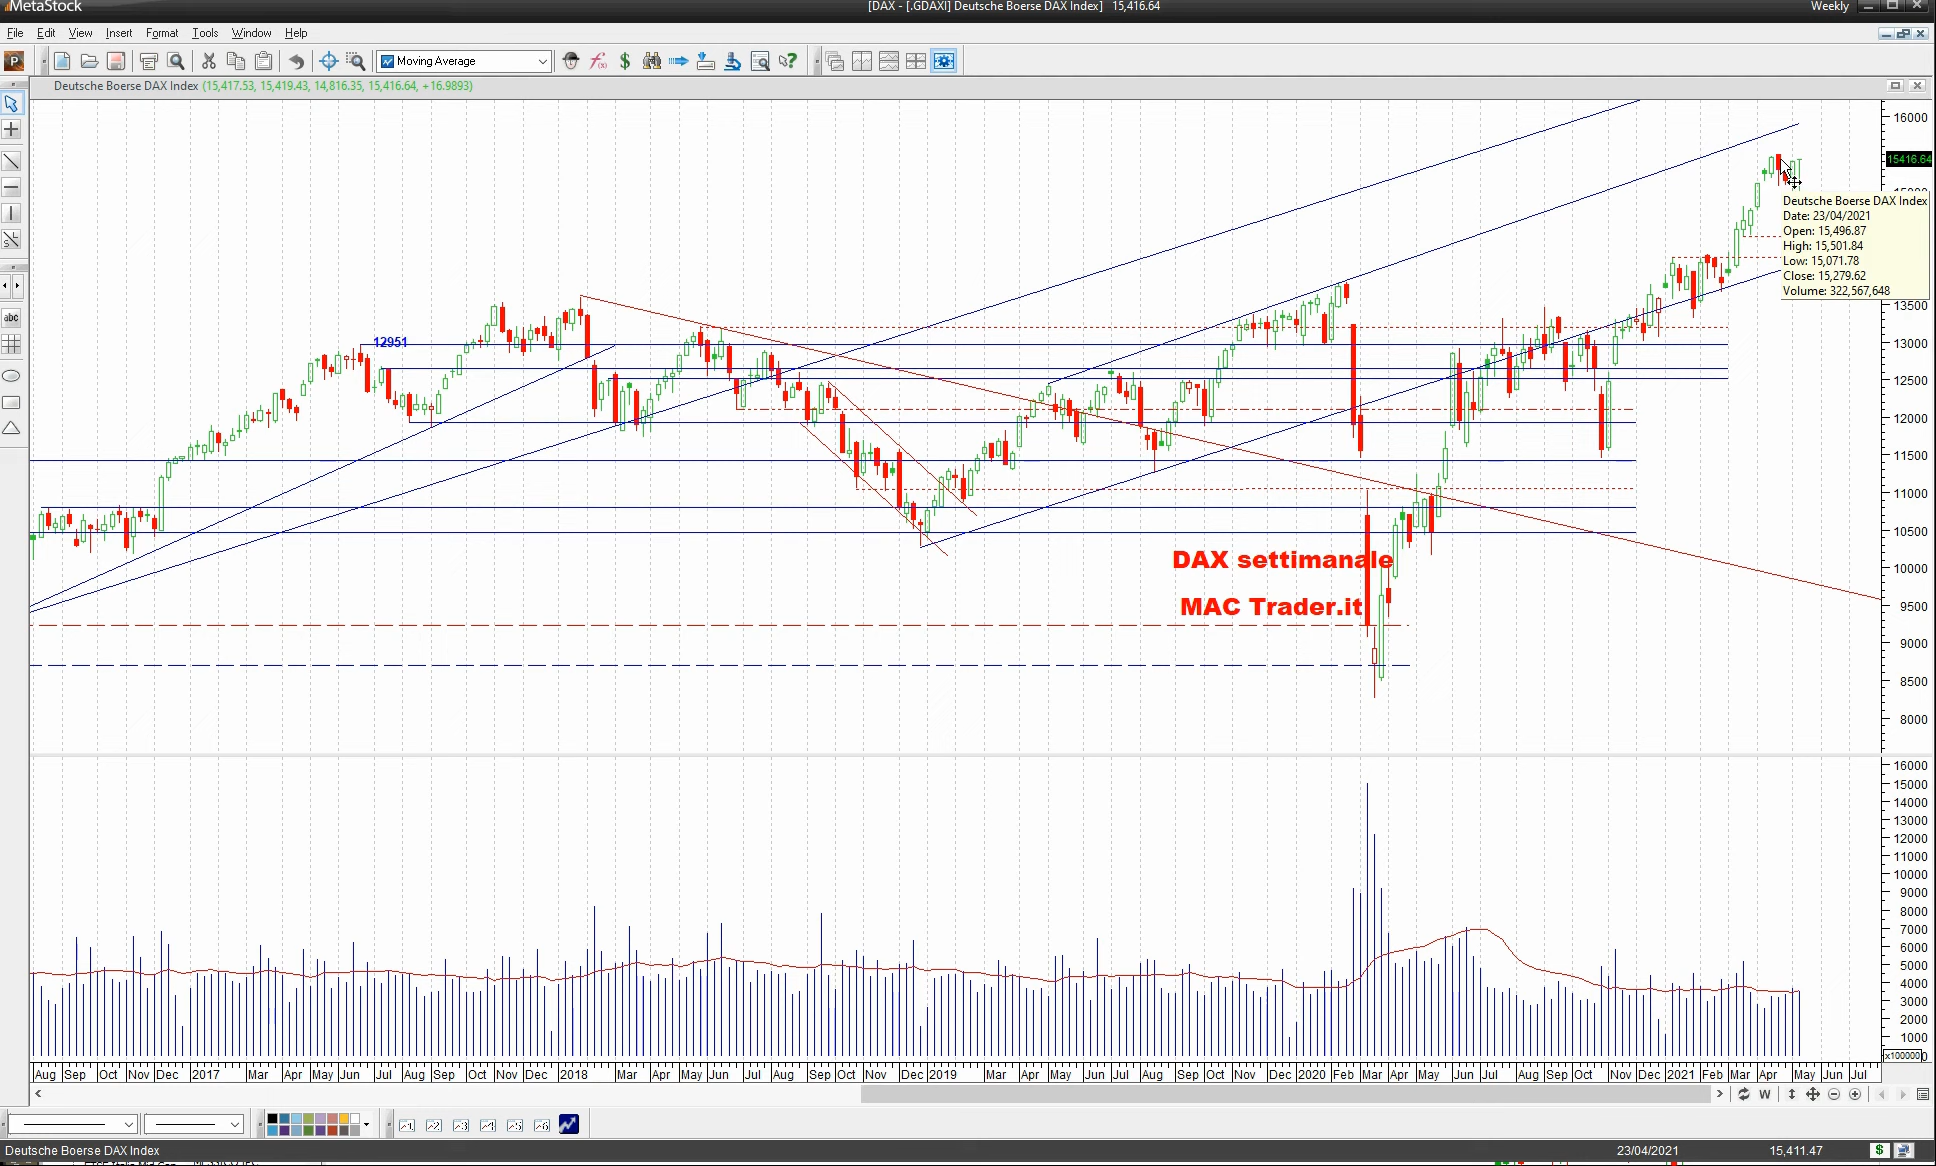 MetaStock
[DAX - [.GDAXI] Deutsche Boerse DAX Index] 15,416.64
Weekly
File Edit View Insert Format Tools Window Help
Moving Average
Deutsche Boerse DAX Index (15,417.53, 15,419.43, 14,816.35, 15,416.64, +16.9893)
16000
15416.64
Deutsche Boerse DAX Index
Date: 23/04/2021
Open: 15,496.87
High: 15,501.84
Low: 15,071.78
Close: 15,279.62
Volume: 322,567,648
13500
12951
13000
12500
12000
11500
11000
10500
DAX settimanale
10000
MAC Trader.it
9500
9000
8500
8000
16000
15000
14000
13000
12000
11000
10000
9000
8000
7000
6000
5000
4000
3000
2000
1000
x100000
Aug Sep Oct Nov Dec 2017 Mar Apr May Jun Jul Aug Sep Oct Nov Dec 2018 Mar Apr May Jun Jul Aug Sep Oct Nov Dec 2019 Mar Apr May Jun Jul Aug Sep Oct Nov Dec 2020 Feb Mar Apr May Jun Jul Aug Sep Oct Nov Dec 2021 Feb Mar Apr May Jun Jul
W
Deutsche Boerse DAX Index
23/04/2021
15,411.47